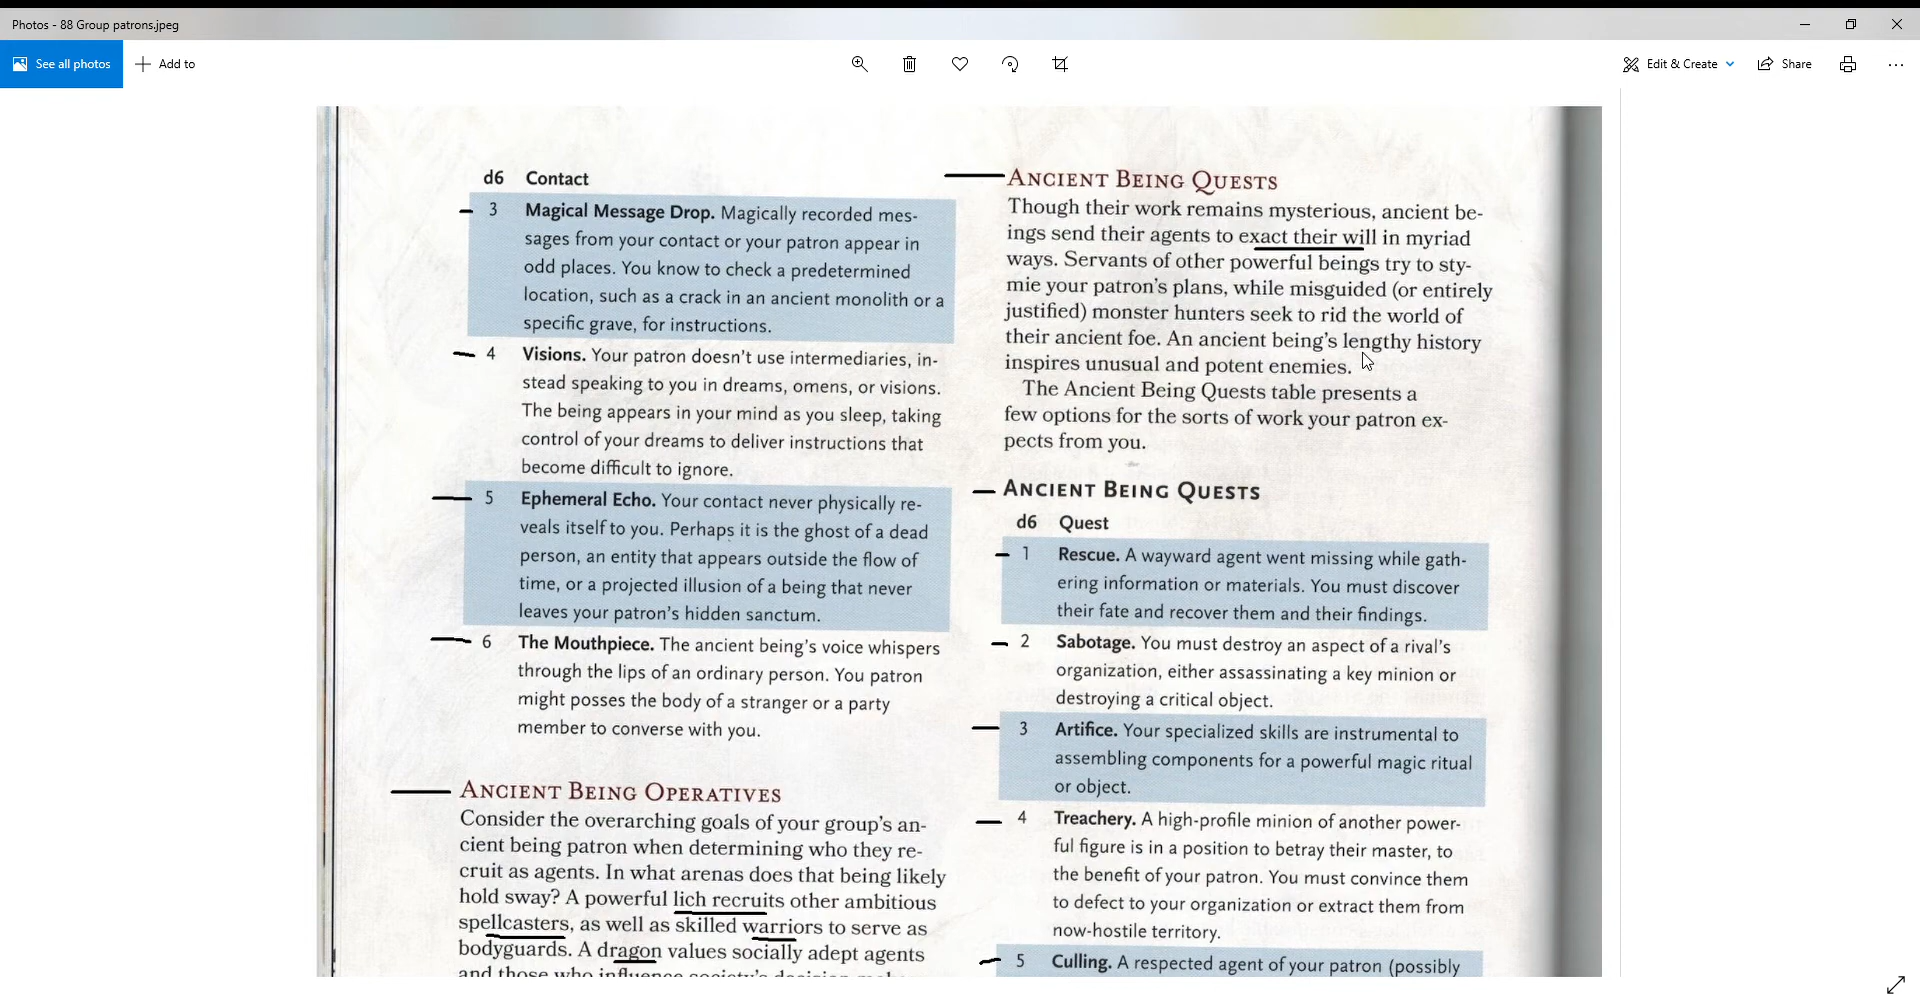 Photos - 88 Group patrons.jpeg
See all photos
Add to
Edit & Create
Share
d6 Contact
3 Magical Message Drop. Magically recorded mes-
sages from your contact or your patron appear in
odd places. You know to check a predetermined
location, such as a crack in an ancient monolith or a
specific grave, for instructions.
4 Visions. Your patron doesn't use intermediaries, in-
stead speaking to you in dreams, omens, or visions.
The being appears in your mind as you sleep, taking
control of your dreams to deliver instructions that
become difficult to ignore.
5 Ephemeral Echo. Your contact never physically re-
veals itself to you. Perhaps it is the ghost of a dead
person, an entity that appears outside the flow of
time, or a projected illusion of a being that never
leaves your patron's hidden sanctum.
6 The Mouthpiece. The ancient being's voice whispers
through the lips of an ordinary person. You patron
might posses the body of a stranger or a party
member to converse with you.
Ancient Being Operatives
Consider the overarching goals of your group's an-
cient being patron when determining who they re-
cruit as agents. In what arenas does that being likely
hold sway? A powerful lich recruits other ambitious
spellcasters, as well as skilled warriors to serve as
bodyguards. A dragon values socially adept agents
and those who influence society's
Ancient Being Quests
Though their work remains mysterious, ancient be-
ings send their agents to exact their will in myriad
ways. Servants of other powerful beings try to sty-
mie your patron's plans, while misguided (or entirely
justified) monster hunters seek to rid the world of
their ancient foe. An ancient being's lengthy history
inspires unusual and potent enemies.
The Ancient Being Quests table presents a
few options for the sorts of work your patron ex-
pects from you.
Ancient Being Quests
d6 Quest
1 Rescue. A wayward agent went missing while gath-
ering information or materials. You must discover
their fate and recover them and their findings.
2 Sabotage. You must destroy an aspect of a rival's
organization, either assassinating a key minion or
destroying a critical object.
3 Artifice. Your specialized skills are instrumental to
assembling components for a powerful magic ritual
or object.
4 Treachery. A high-profile minion of another power-
ful figure is in a position to betray their master, to
the benefit of your patron. You must convince them
to defect to your organization or extract them from
now-hostile territory.
5 Culling. A respected agent of your patron (possibly